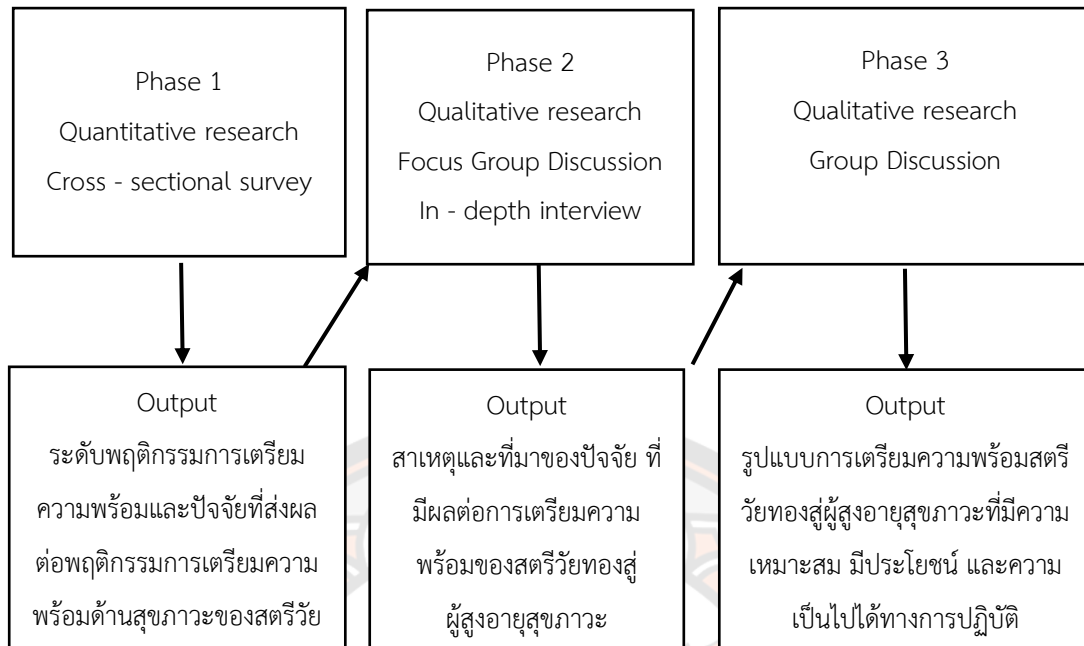 Phase 1
Quantitative research
Cross - sectional survey
Phase 2
Qualitative research
Focus Group Discussion
In - depth interview
Phase 3
Qualitative research
Group Discussion
Output
ระดับพฤติกรรมการเตรียม
ความพร้อมและปัจจัยที่ส่งผล
ต่อพฤติกรรมการเตรียมความ
พร้อมด้านสุขภาวะของสตรีวัย
Output
สาเหตุและที่มาของปัจจัย ที่
มีผลต่อการเตรียมความ
พร้อมของสตรีวัยทองสู่
ผู้สูงอายุสุขภาวะ
Output
รูปแบบการเตรียมความพร้อมสตรี
วัยทองสู่ผู้สูงอายุสุขภาวะที่มีความ
เหมาะสม มีประโยชน์ และความ
เป็นไปได้ทางการปฏิบัติ